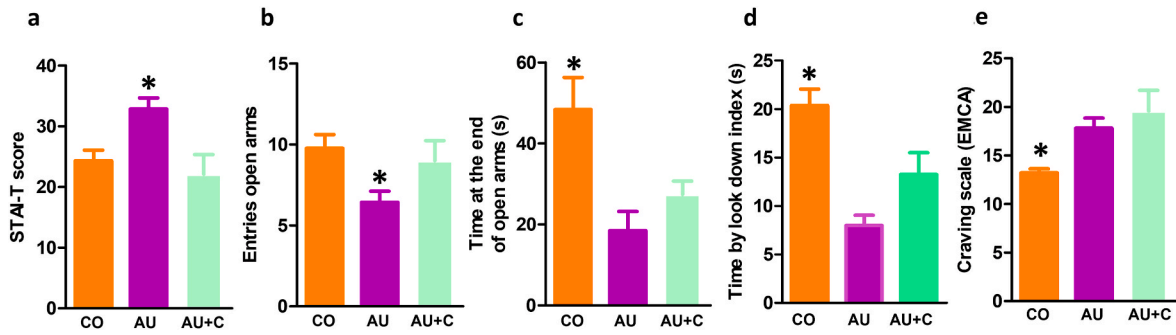 a
STAI-T score
40
30
20
10
0
*
CO AU AU+C
b
Entries open arms
15
10
5
0
*
CO AU AU+C
c
Time at the end
of open arms (s)
60
40
20
0
*
CO AU AU+C
d
Time by look down index (s)
25
20
15
10
5
0
*
CO AU AU+C
.e
Craving scale (EMCA)
25
20
15
10
5
0
*
CO AU AU+C